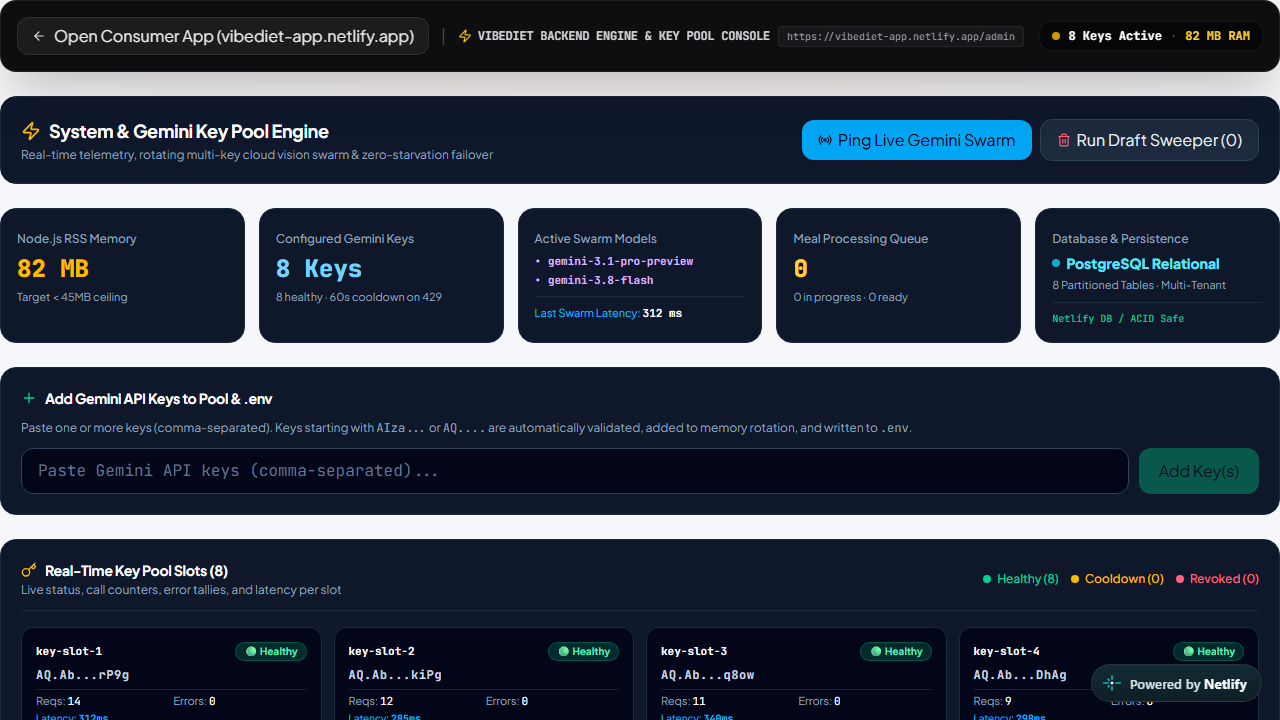 ← Open Consumer App (vibediet-app.netlify.app)
VIBEDIET BACKEND ENGINE & KEY POOL CONSOLE
https://vibediet-app.netlify.app/admin
8 Keys Active · 82 MB RAM
System & Gemini Key Pool Engine
Real-time telemetry, rotating multi-key cloud vision swarm & zero-starvation failover
Ping Live Gemini Swarm
Run Draft Sweeper (0)
Node.js RSS Memory
82 MB
Target < 45MB ceiling
Configured Gemini Keys
8 Keys
8 healthy · 60s cooldown on 429
Active Swarm Models
• gemini-3.1-pro-preview
• gemini-3.8-flash
Last Swarm Latency: 312 ms
Meal Processing Queue
0
0 in progress · 0 ready
Database & Persistence
PostgreSQL Relational
8 Partitioned Tables · Multi-Tenant
Netlify DB / ACID Safe
Add Gemini API Keys to Pool & .env
Paste one or more keys (comma-separated). Keys starting with AIza... or AQ.... are automatically validated, added to memory rotation, and written to .env.
Paste Gemini API keys (comma-separated)...
Add Key(s)
Real-Time Key Pool Slots (8)
Live status, call counters, error tallies, and latency per slot
Healthy (8)
Cooldown (0)
Revoked (0)
key-slot-1
Healthy
AQ.Ab...rP9g
Reqs: 14
Errors: 0
Latency: 312ms
key-slot-2
Healthy
AQ.Ab...kiPg
Reqs: 12
Errors: 0
Latency: 285ms
key-slot-3
Healthy
AQ.Ab...q8ow
Reqs: 11
Errors: 0
Latency: 340ms
key-slot-4
Healthy
AQ.Ab...DhAg
Reqs: 9
Errors: 0
Latency: 298ms
Powered by Netlify